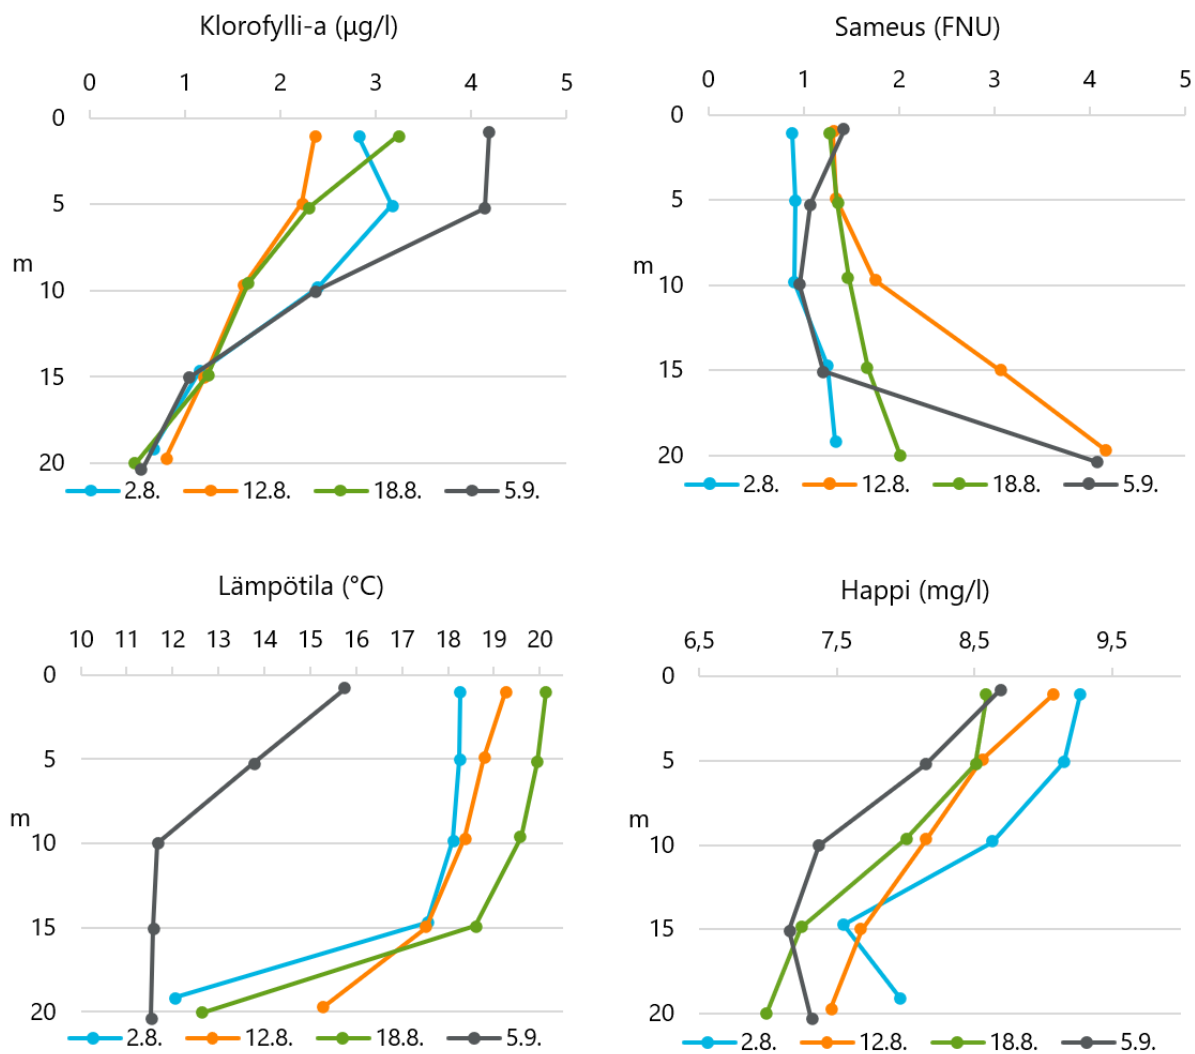 Klorofylli-a (µg/l)
0 1 2 3 4 5
0
5
m
10
15
20
2.8. 12.8. 18.8. 5.9.
Sameus (FNU)
0 1 2 3 4 5
0
5
m
10
15
20
2.8. 12.8. 18.8. 5.9.
Lämpötila (°C)
10 11 12 13 14 15 16 17 18 19 20
0
5
m
10
15
20
2.8. 12.8. 18.8. 5.9.
Happi (mg/l)
6,5 7,5 8,5 9,5
0
5
m
10
15
20
2.8. 12.8. 18.8. 5.9.